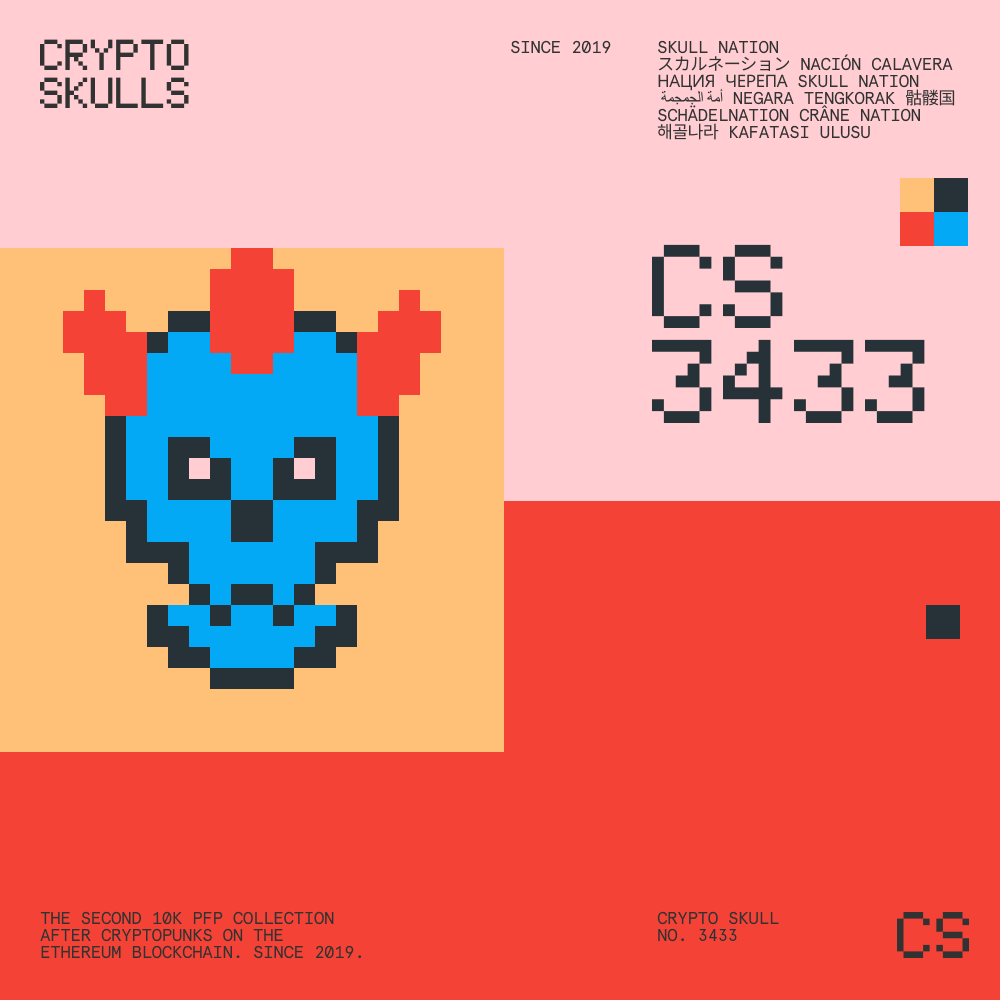 CRYPTO
SKULLS
SINCE 2019
SKULL NATION
スカルネーション NACIÓN CALAVERA
НАЦИЯ ЧЕРЕПА SKULL NATION
أمة الجمجمة NEGARA TENGKORAK 骷髅国
SCHÄDELNATION CRÂNE NATION
해골나라 KAFATASI ULUSU
CS
3433
THE SECOND 10K PFP COLLECTION
AFTER CRYPTOPUNKS ON THE
ETHEREUM BLOCKCHAIN. SINCE 2019.
CRYPTO SKULL
NO. 3433
CS